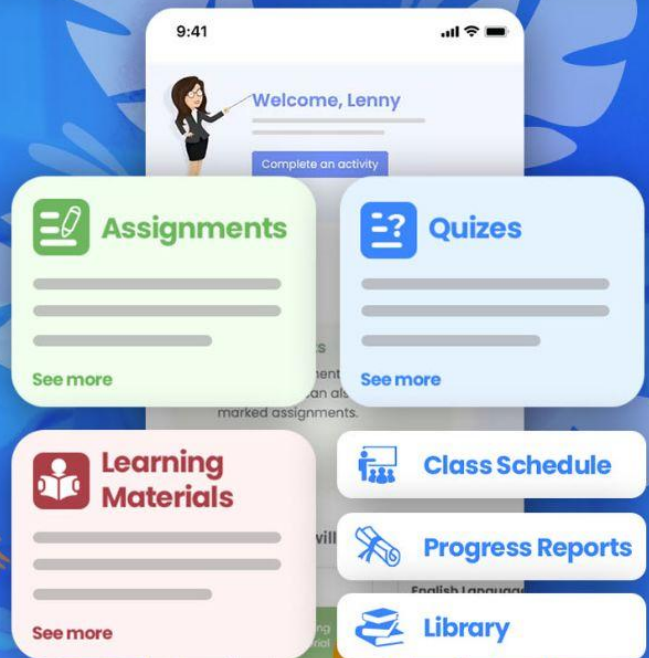 9:41
Welcome, Lenny
Complete an activity
Assignments
See more
Quizes
See more
marked assignments.
Learning
Materials
See more
Class Schedule
Progress Reports
English Language
Library